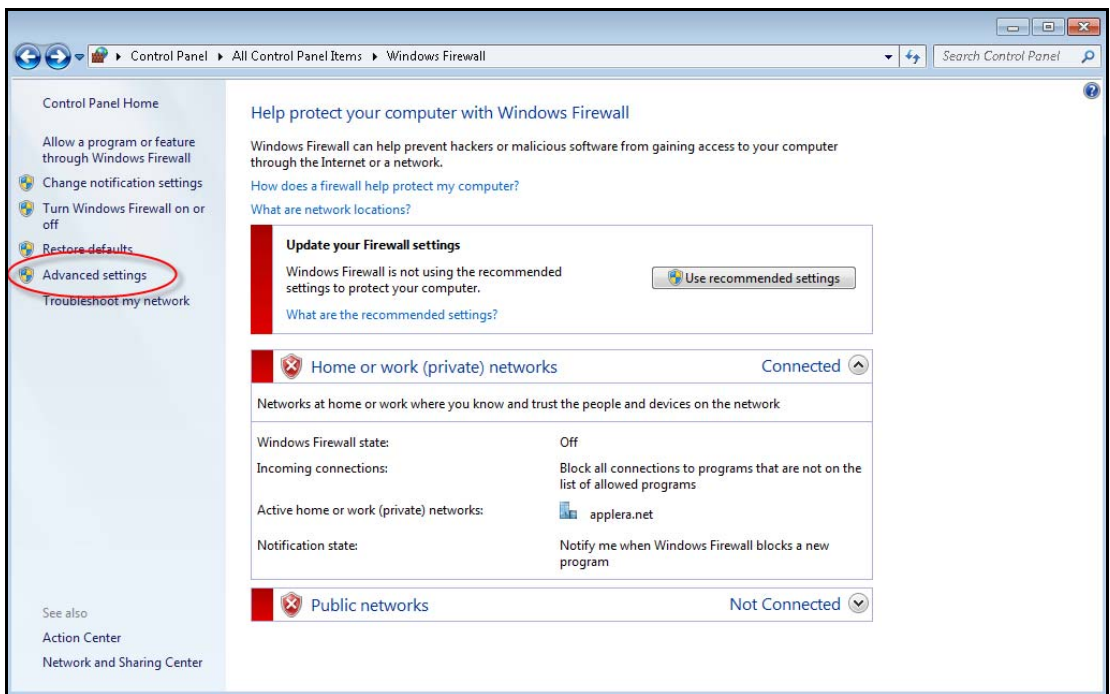 Control Panel ▸ All Control Panel Items ▸ Windows Firewall
Search Control Panel
Control Panel Home
Allow a program or feature
through Windows Firewall
Change notification settings
Turn Windows Firewall on or
off
Restore defaults
Advanced settings
Troubleshoot my network
See also
Action Center
Network and Sharing Center
Help protect your computer with Windows Firewall
Windows Firewall can help prevent hackers or malicious software from gaining access to your computer
through the Internet or a network.
How does a firewall help protect my computer?
What are network locations?
Update your Firewall settings
Windows Firewall is not using the recommended
settings to protect your computer.
Use recommended settings
What are the recommended settings?
Home or work (private) networks Connected
Networks at home or work where you know and trust the people and devices on the network
Windows Firewall state: Off
Incoming connections: Block all connections to programs that are not on the
list of allowed programs
Active home or work (private) networks: applera.net
Notification state: Notify me when Windows Firewall blocks a new
program
Public networks Not Connected